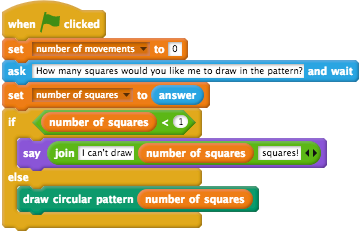 when clicked
set number of movements to 0
ask How many squares would you like me to draw in the pattern? and wait
set number of squares to answer
if number of squares < 1
say join I can't draw number of squares squares!
else
draw circular pattern number of squares